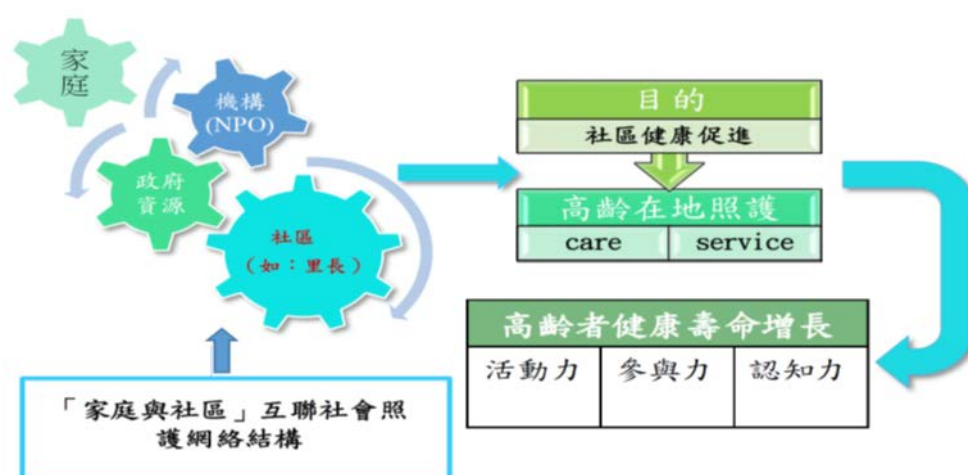 家
庭
機構
(NPO)
政府
資源
社區
（如：里長）
「家庭與社區」互聯社會照
護網絡結構
目的
社區健康促進
高齡在地照護
care
service
高齡者健康壽命增長
活動力
參與力
認知力